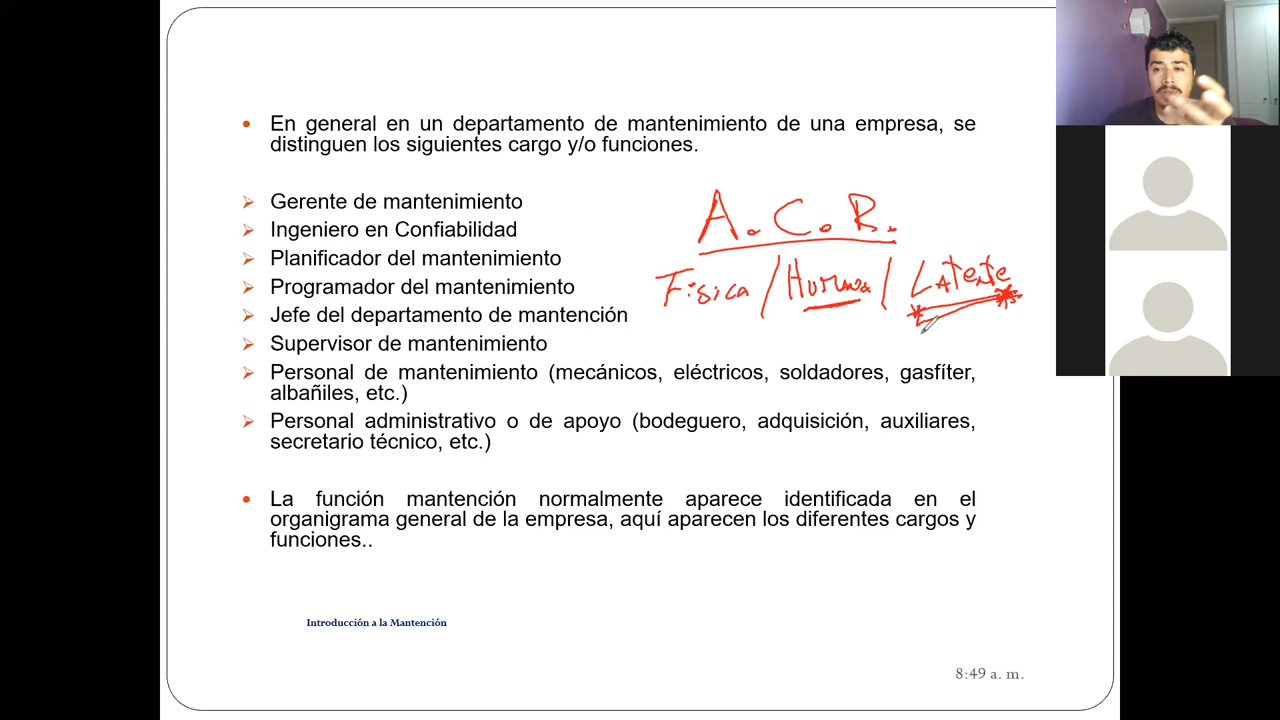 En general en un departamento de mantenimiento de una empresa, se
distinguen los siguientes cargo y/o funciones.
Gerente de mantenimiento
Ingeniero en Confiabilidad
Planificador del mantenimiento
Programador del mantenimiento
Jefe del departamento de mantención
Supervisor de mantenimiento
Personal de mantenimiento (mecánicos, eléctricos, soldadores, gasfíter,
albañiles, etc.)
Personal administrativo o de apoyo (bodeguero, adquisición, auxiliares,
secretario técnico, etc.)
A.C.R.
Física / Humana / Latente
La función mantención normalmente aparece identificada en el
organigrama general de la empresa, aquí aparecen los diferentes cargos y
funciones..
Introducción a la Mantención
8:49 a. m.